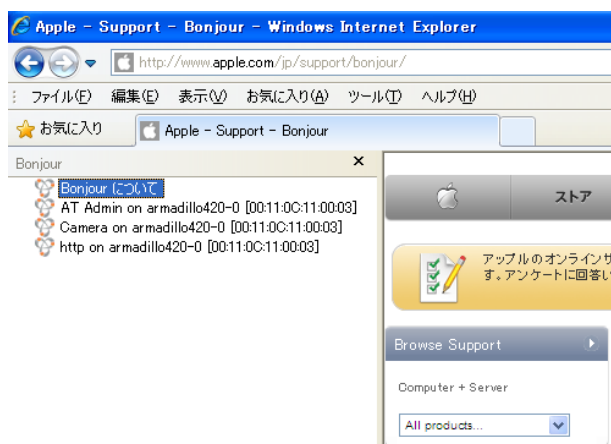 Apple - Support - Bonjour - Windows Internet Explorer
http://www.apple.com/jp/support/bonjour/
ファイル(F) 編集(E) 表示(V) お気に入り(A) ツール(T) ヘルプ(H)
お気に入り Apple - Support - Bonjour
Bonjour
Bonjour について
AT Admin on armadillo420-0 [00:11:0C:11:00:03]
Camera on armadillo420-0 [00:11:0C:11:00:03]
http on armadillo420-0 [00:11:0C:11:00:03]
ストア
アップルのオンラインサ
す。アンケートに回答い
Browse Support
Computer + Server
All products...